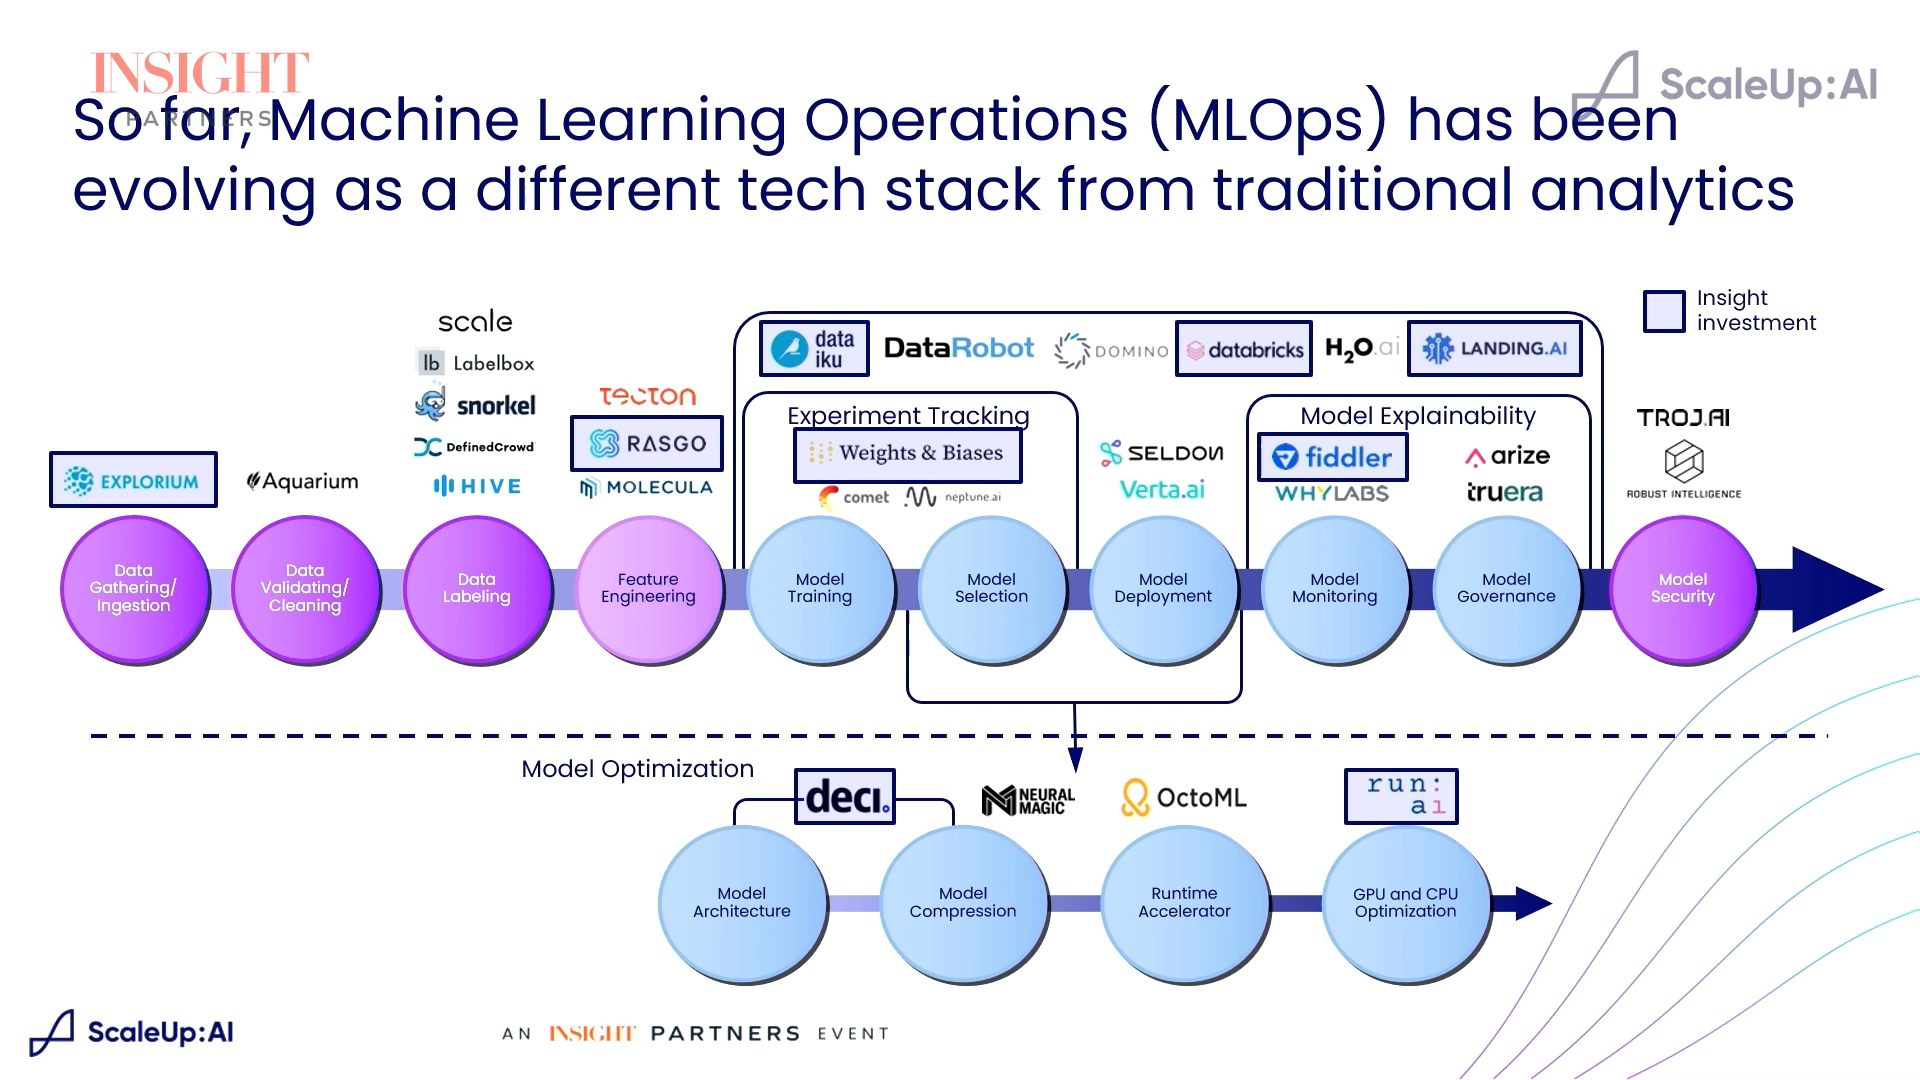 INSIGHT
PARTNERS
ScaleUp:AI
So far, Machine Learning Operations (MLOps) has been
evolving as a different tech stack from traditional analytics
Insight
investment
scale
lb Labelbox
snorkel
DefinedCrowd
HIVE
EXPLORIUM
Aquarium
tecton
RASGO
MOLECULA
data
iku
DataRobot
DOMINO
databricks
H2O.ai
LANDING.AI
Experiment Tracking
Weights & Biases
comet
neptune.ai
SELDON
Verta.ai
Model Explainability
fiddler
arize
WHYLABS
truera
TROJ.AI
ROBUST INTELLIGENCE
Data
Gathering/
Ingestion
Data
Validating/
Cleaning
Data
Labeling
Feature
Engineering
Model
Training
Model
Selection
Model
Deployment
Model
Monitoring
Model
Governance
Model
Security
Model Optimization
deci.
NEURAL
MAGIC
OctoML
run:
ai
Model
Architecture
Model
Compression
Runtime
Accelerator
GPU and CPU
Optimization
ScaleUp:AI
AN INSIGHT PARTNERS EVENT